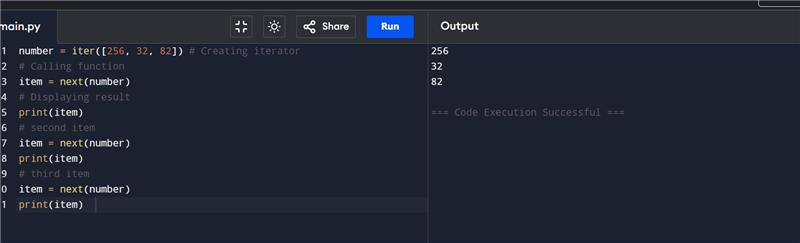 main.py
Share
Run
Output
1 number = iter([256, 32, 82]) # Creating iterator
2 # Calling function
3 item = next(number)
4 # Displaying result
5 print(item)
6 # second item
7 item = next(number)
8 print(item)
9 # third item
0 item = next(number)
1 print(item)
256
32
82
=== Code Execution Successful ===